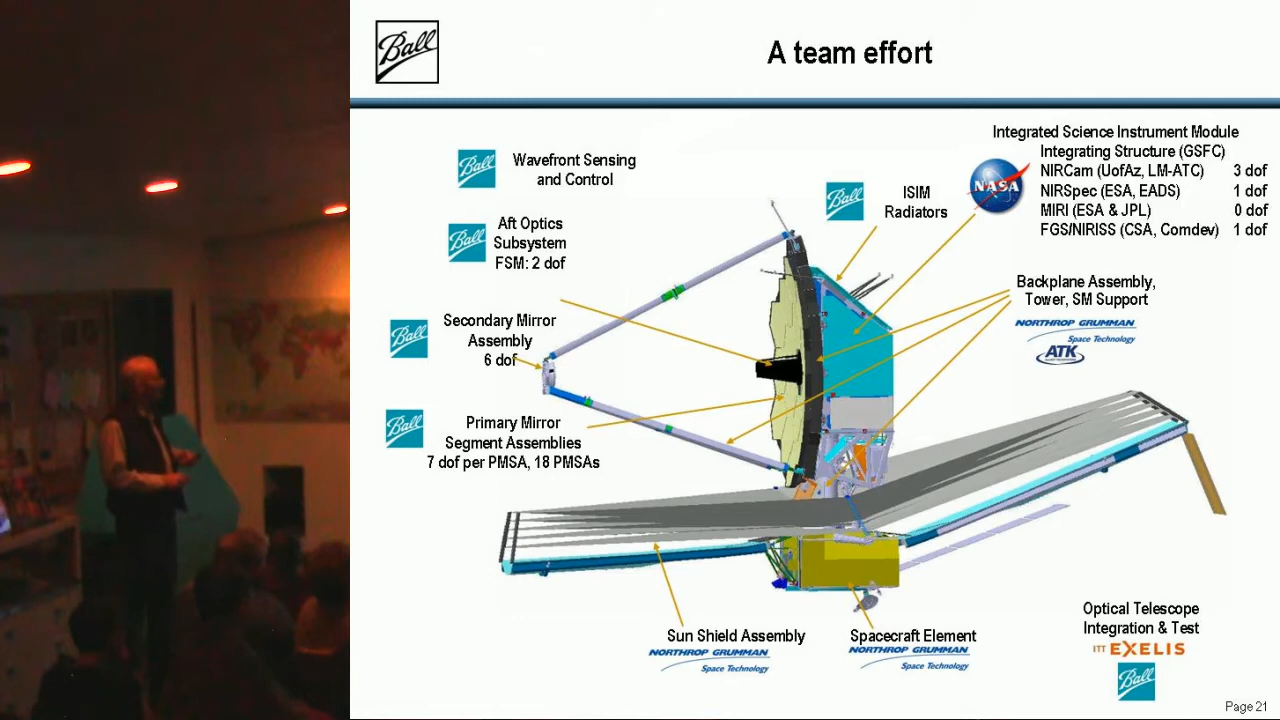 Ball
A team effort
Ball
Wavefront Sensing
and Control
Ball
Aft Optics
Subsystem
FSM: 2 dof
Ball
Secondary Mirror
Assembly
6 dof
Ball
Primary Mirror
Segment Assemblies
7 dof per PMSA, 18 PMSAs
Ball
ISIM
Radiators
NASA
Integrated Science Instrument Module
Integrating Structure (GSFC)
NIRCam (UofAz, LM-ATC) 3 dof
NIRSpec (ESA, EADS) 1 dof
MIRI (ESA & JPL) 0 dof
FGS/NIRISS (CSA, Comdev) 1 dof
Backplane Assembly,
Tower, SM Support
NORTHROP GRUMMAN
Space Technology
ATK
Sun Shield Assembly
NORTHROP GRUMMAN
Space Technology
Spacecraft Element
NORTHROP GRUMMAN
Space Technology
Optical Telescope
Integration & Test
ITT EXELIS
Ball
Page 21